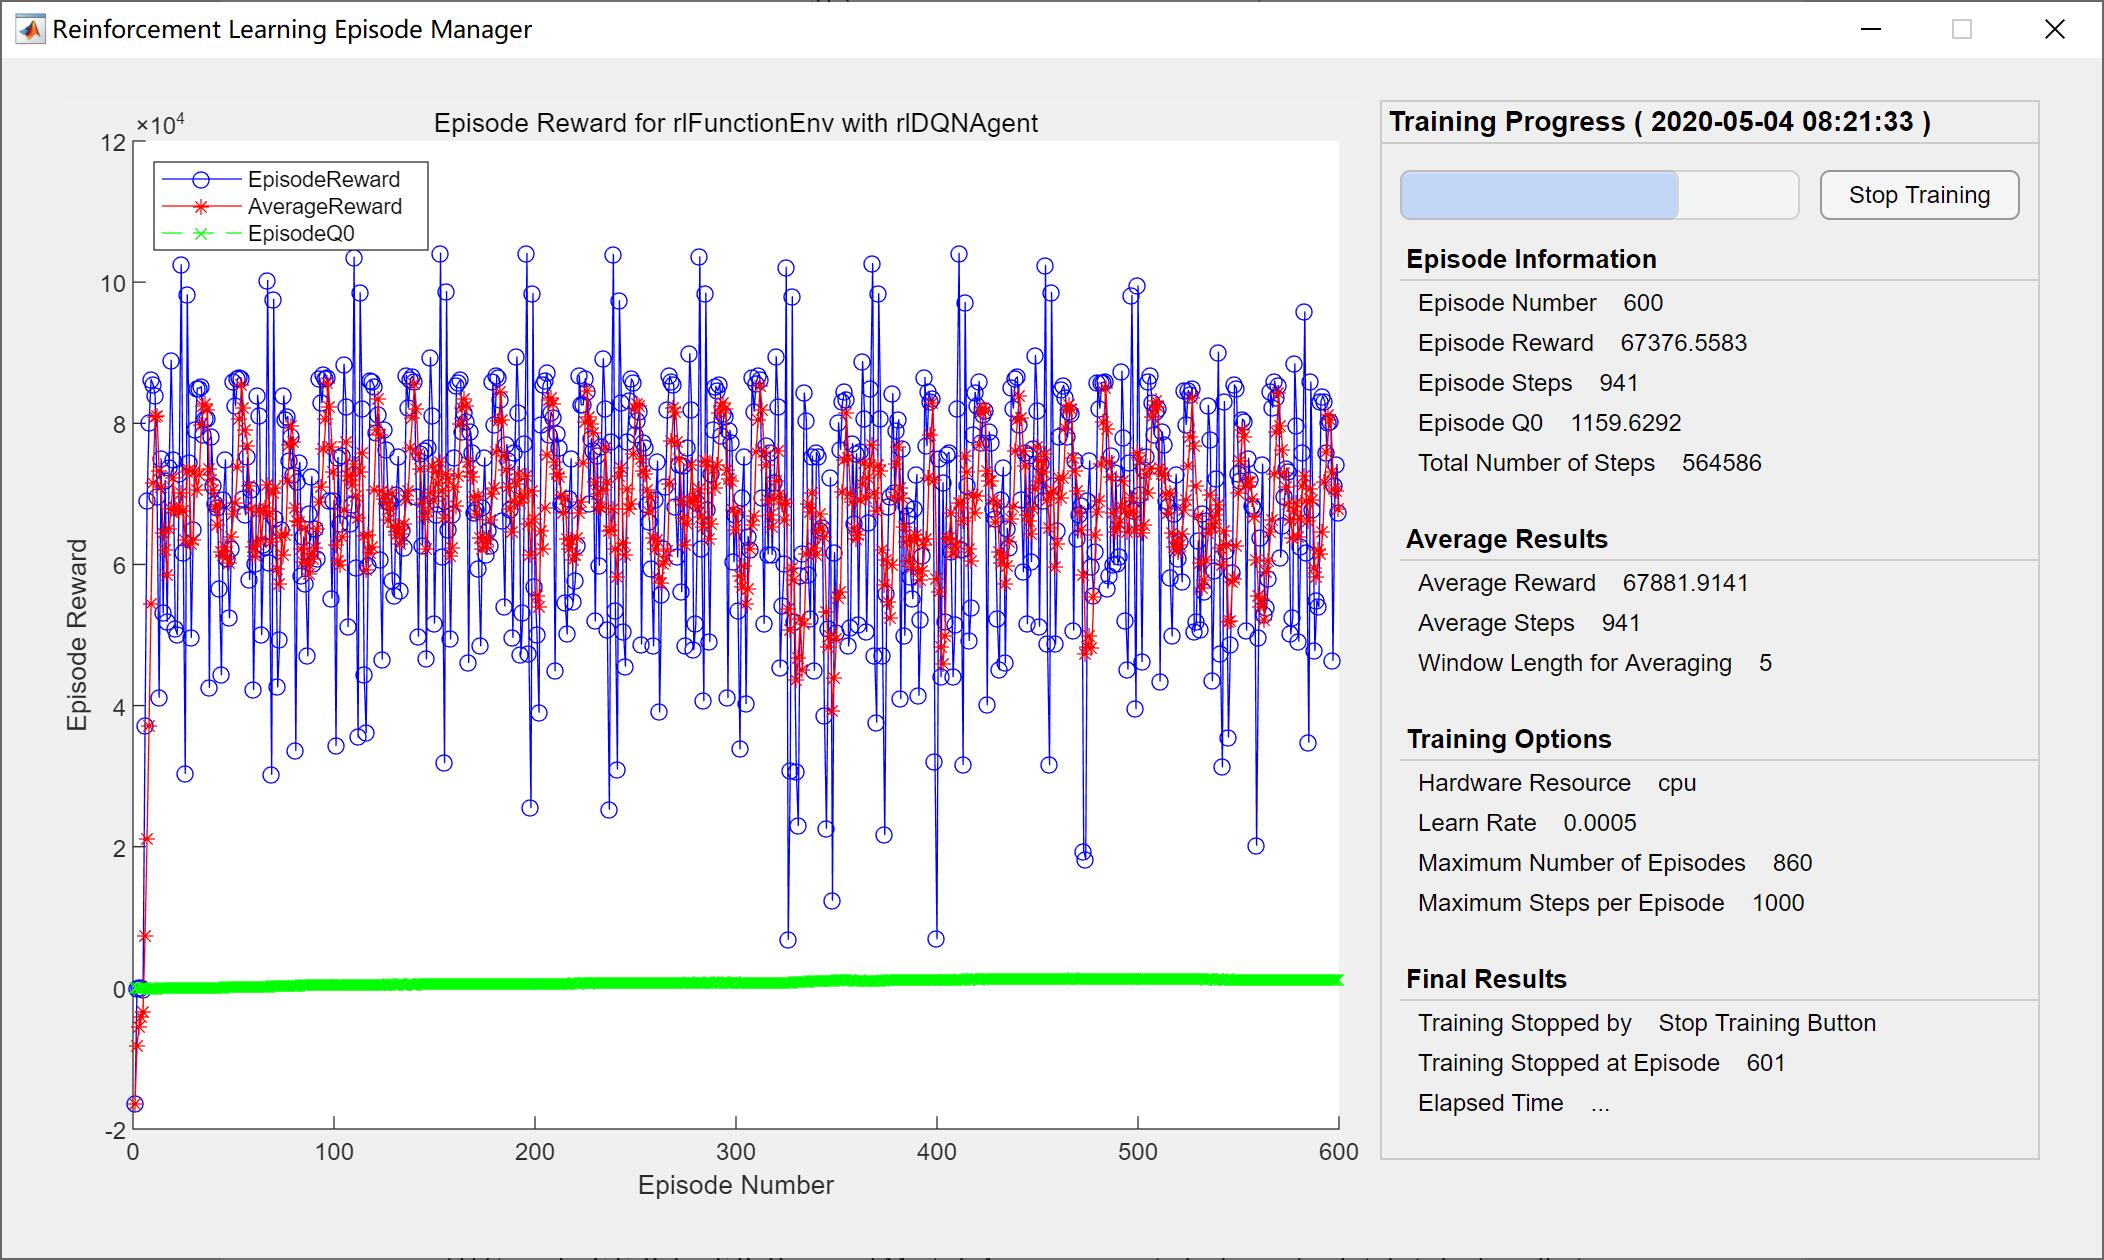 Reinforcement Learning Episode Manager
×10⁴
Episode Reward for rlFunctionEnv with rlDQNAgent
12
10
8
6
4
2
0
-2
EpisodeReward
AverageReward
EpisodeQ0
Episode Reward
0 100 200 300 400 500 600
Episode Number
Training Progress ( 2020-05-04 08:21:33 )
Stop Training
Episode Information
Episode Number 600
Episode Reward 67376.5583
Episode Steps 941
Episode Q0 1159.6292
Total Number of Steps 564586
Average Results
Average Reward 67881.9141
Average Steps 941
Window Length for Averaging 5
Training Options
Hardware Resource cpu
Learn Rate 0.0005
Maximum Number of Episodes 860
Maximum Steps per Episode 1000
Final Results
Training Stopped by Stop Training Button
Training Stopped at Episode 601
Elapsed Time ...